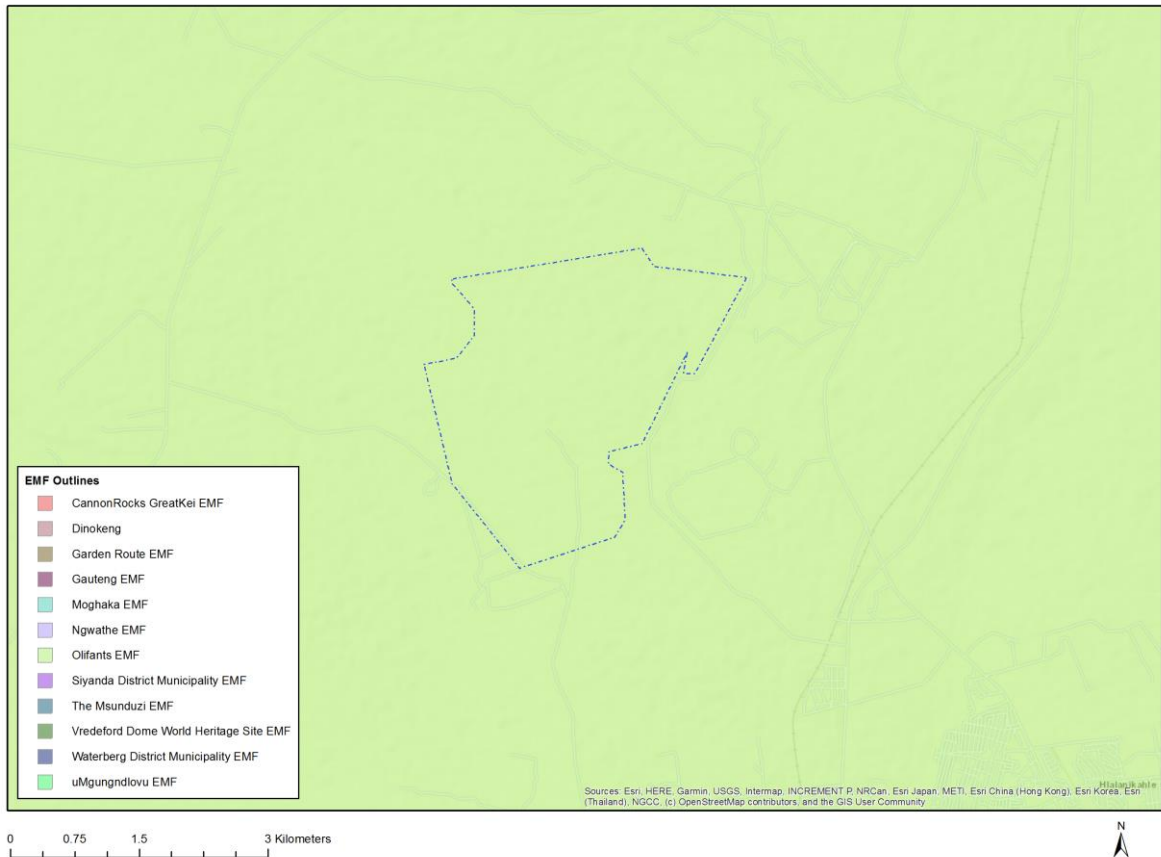 EMF Outlines
CannonRocks GreatKei EMF
Dinokeng
Garden Route EMF
Gauteng EMF
Moghaka EMF
Ngwathe EMF
Olifants EMF
Siyanda District Municipality EMF
The Msunduzi EMF
Vredeford Dome World Heritage Site EMF
Waterberg District Municipality EMF
uMgungndlovu EMF
Hlalanikahle
Sources: Esri, HERE, Garmin, USGS, Intermap, INCREMENT P, NRCan, Esri Japan, METI, Esri China (Hong Kong), Esri Korea, Esri
(Thailand), NGCC, (c) OpenStreetMap contributors, and the GIS User Community
0 0.75 1.5 3 Kilometers
N